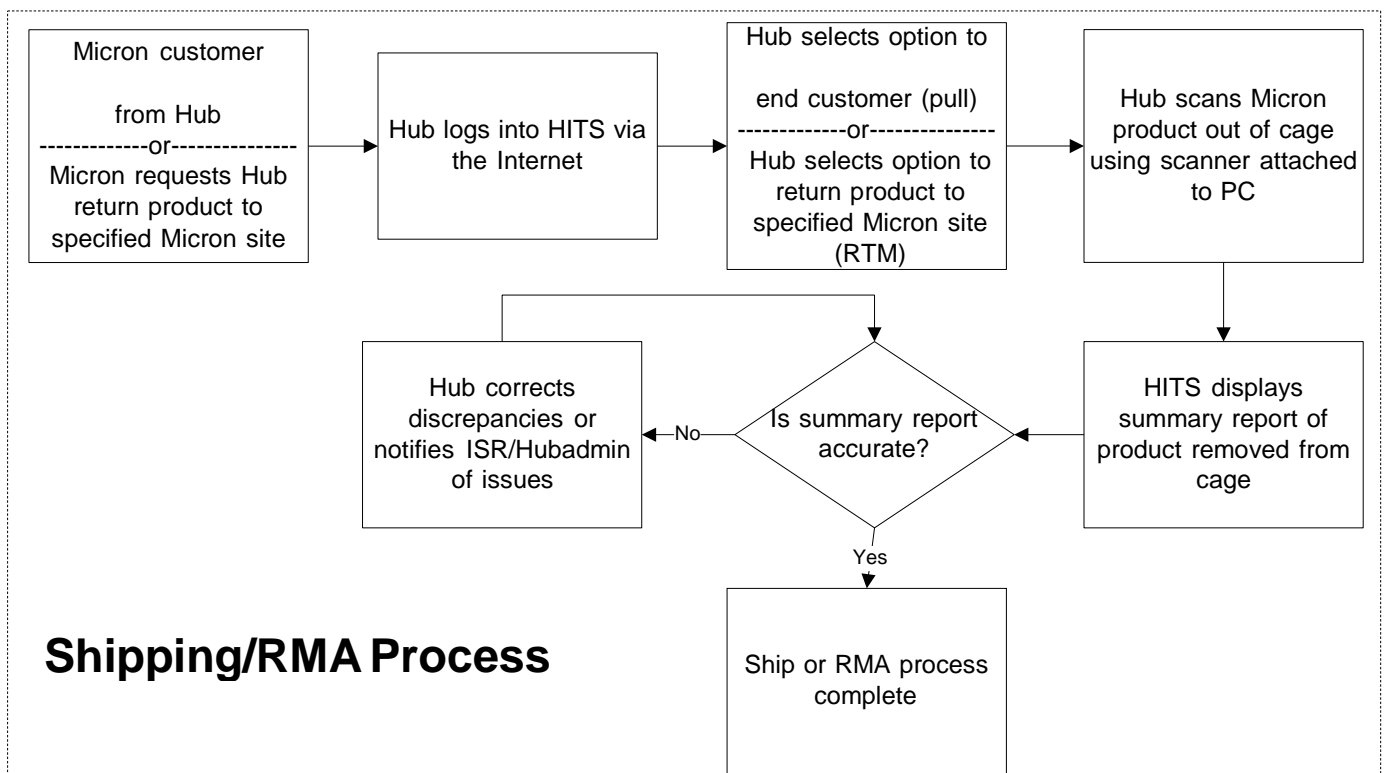 Micron customer
from Hub
-------------or---------------
Micron requests Hub
return product to
specified Micron site
Hub logs into HITS via
the Internet
Hub selects option to
end customer (pull)
-------------or---------------
Hub selects option to
return product to
specified Micron site
(RTM)
Hub scans Micron
product out of cage
using scanner attached
to PC
HITS displays
summary report of
product removed from
cage
Is summary report
accurate?
No
Hub corrects
discrepancies or
notifies ISR/Hubadmin
of issues
Yes
Ship or RMA process
complete
Shipping/RMA Process